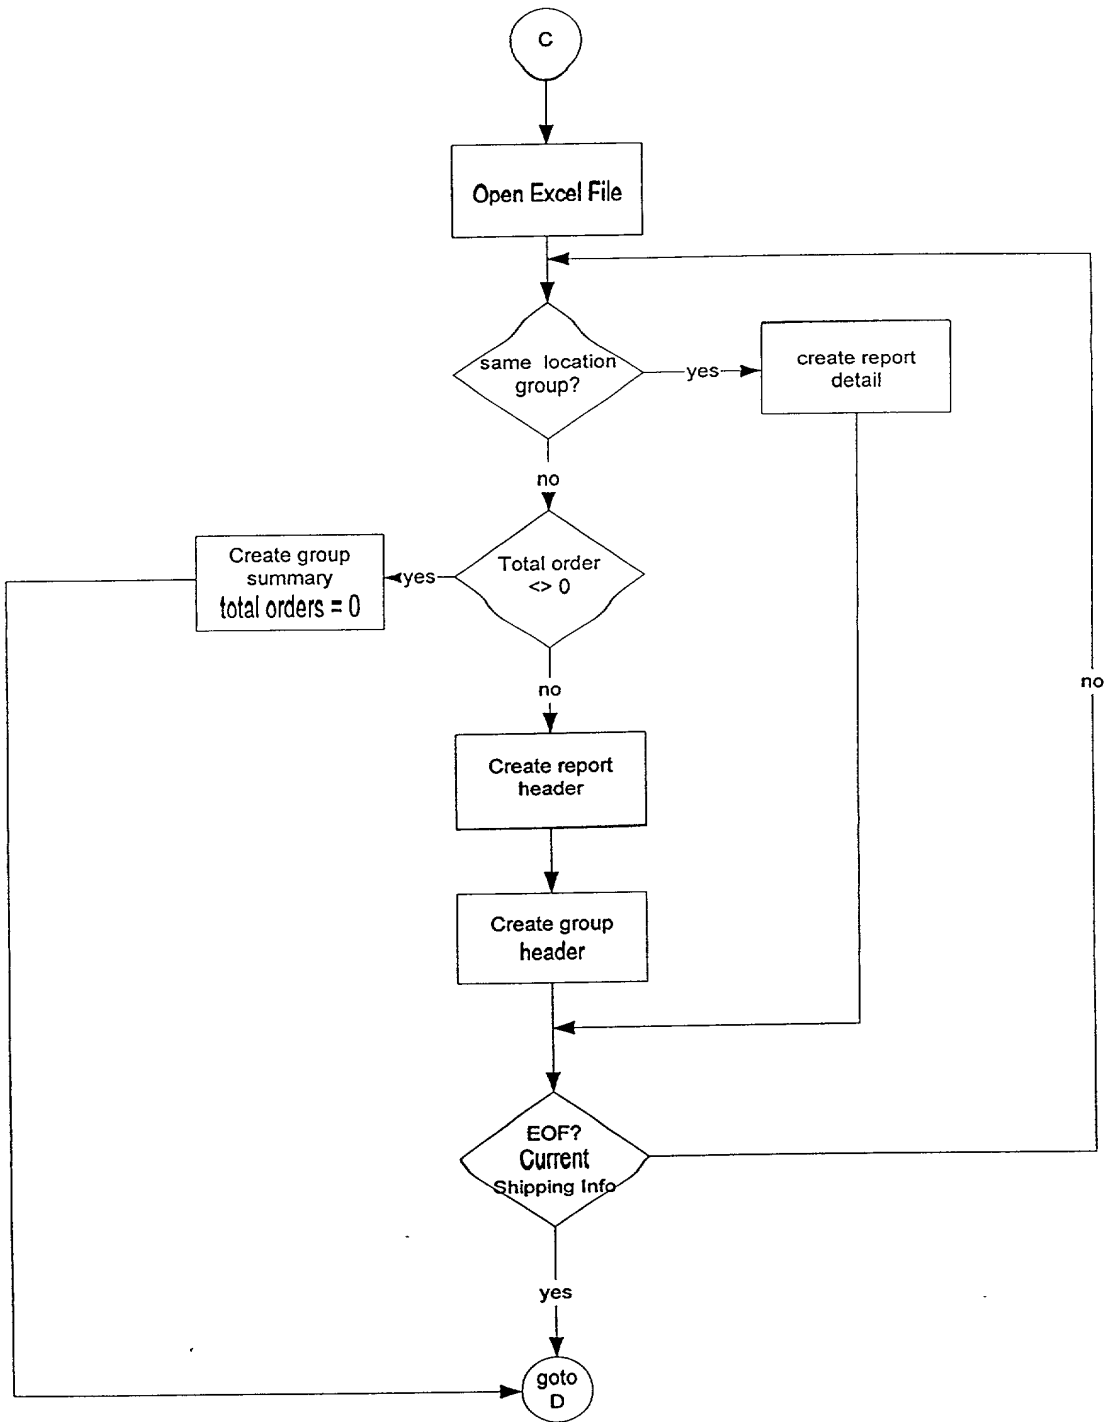 C
Open Excel File
same location
group?
yes
create report
detail
no
Total order
<> 0
yes
Create group
summary
total orders = 0
no
Create report
header
no
Create group
header
EOF?
Current
Shipping Info
yes
goto
D